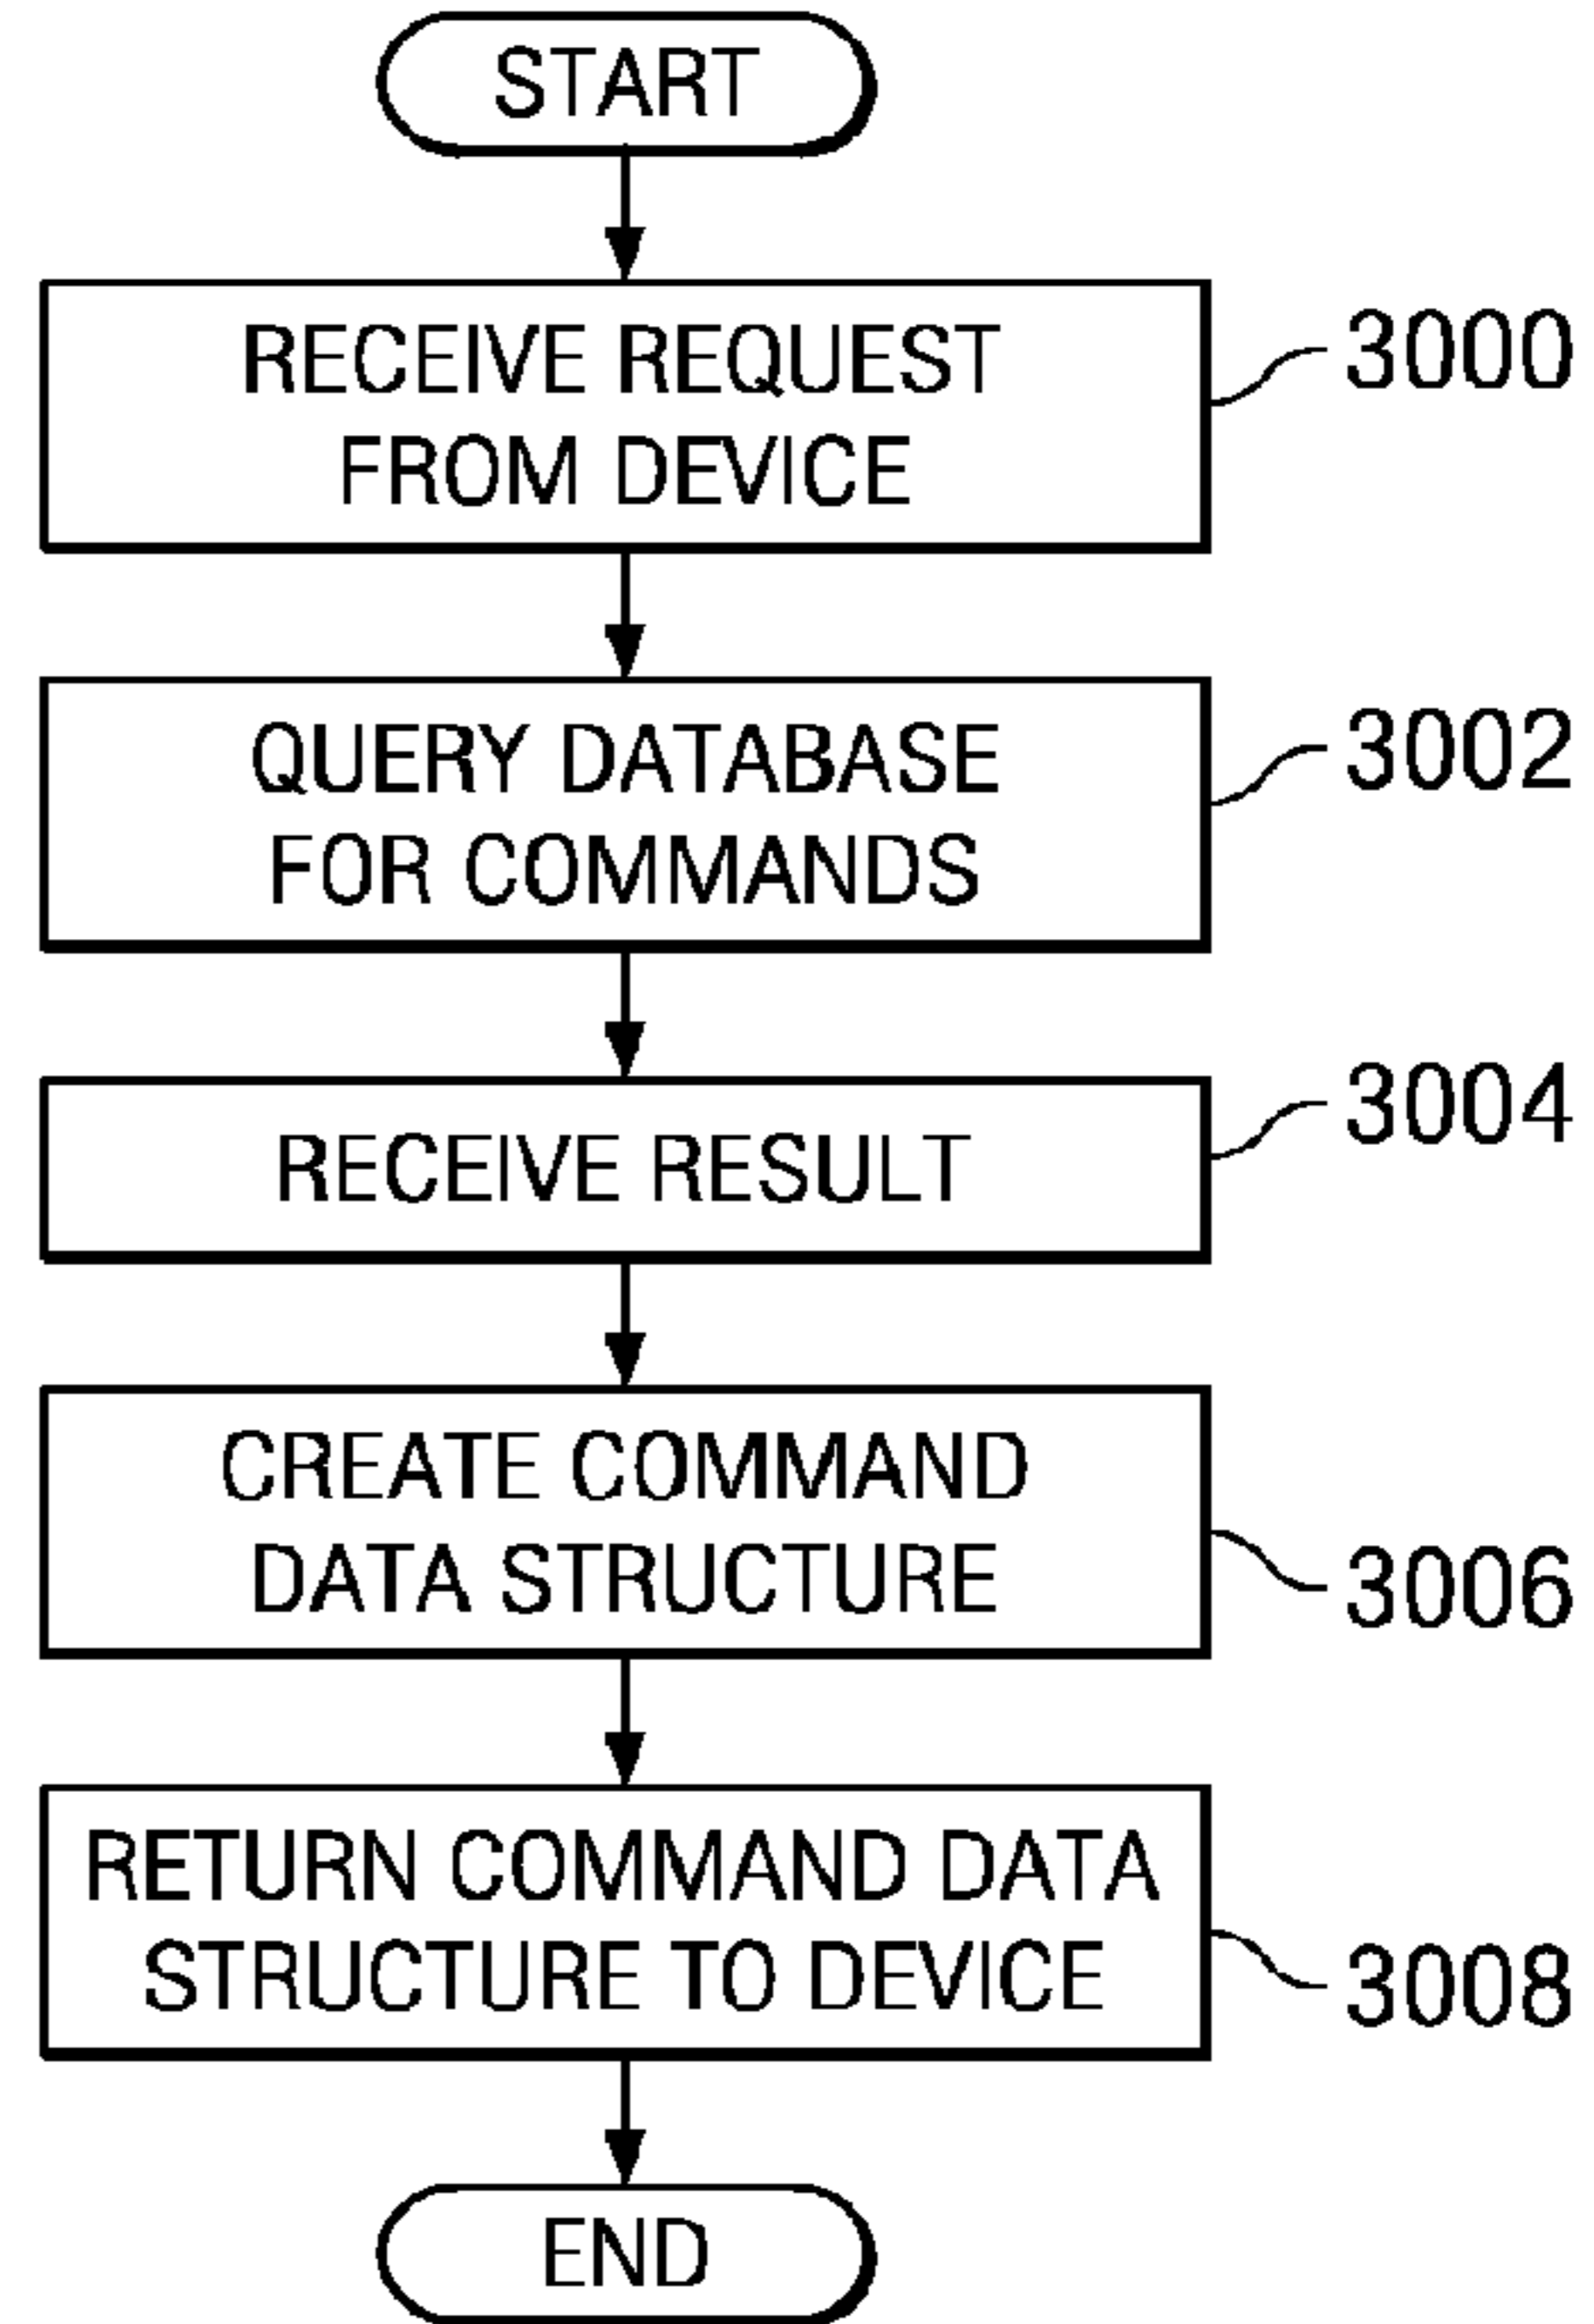 START
RECEIVE REQUEST
FROM DEVICE
3000
QUERY DATABASE
FOR COMMANDS
3002
RECEIVE RESULT
3004
CREATE COMMAND
DATA STRUCTURE
3006
RETURN COMMAND DATA
STRUCTURE TO DEVICE
3008
END